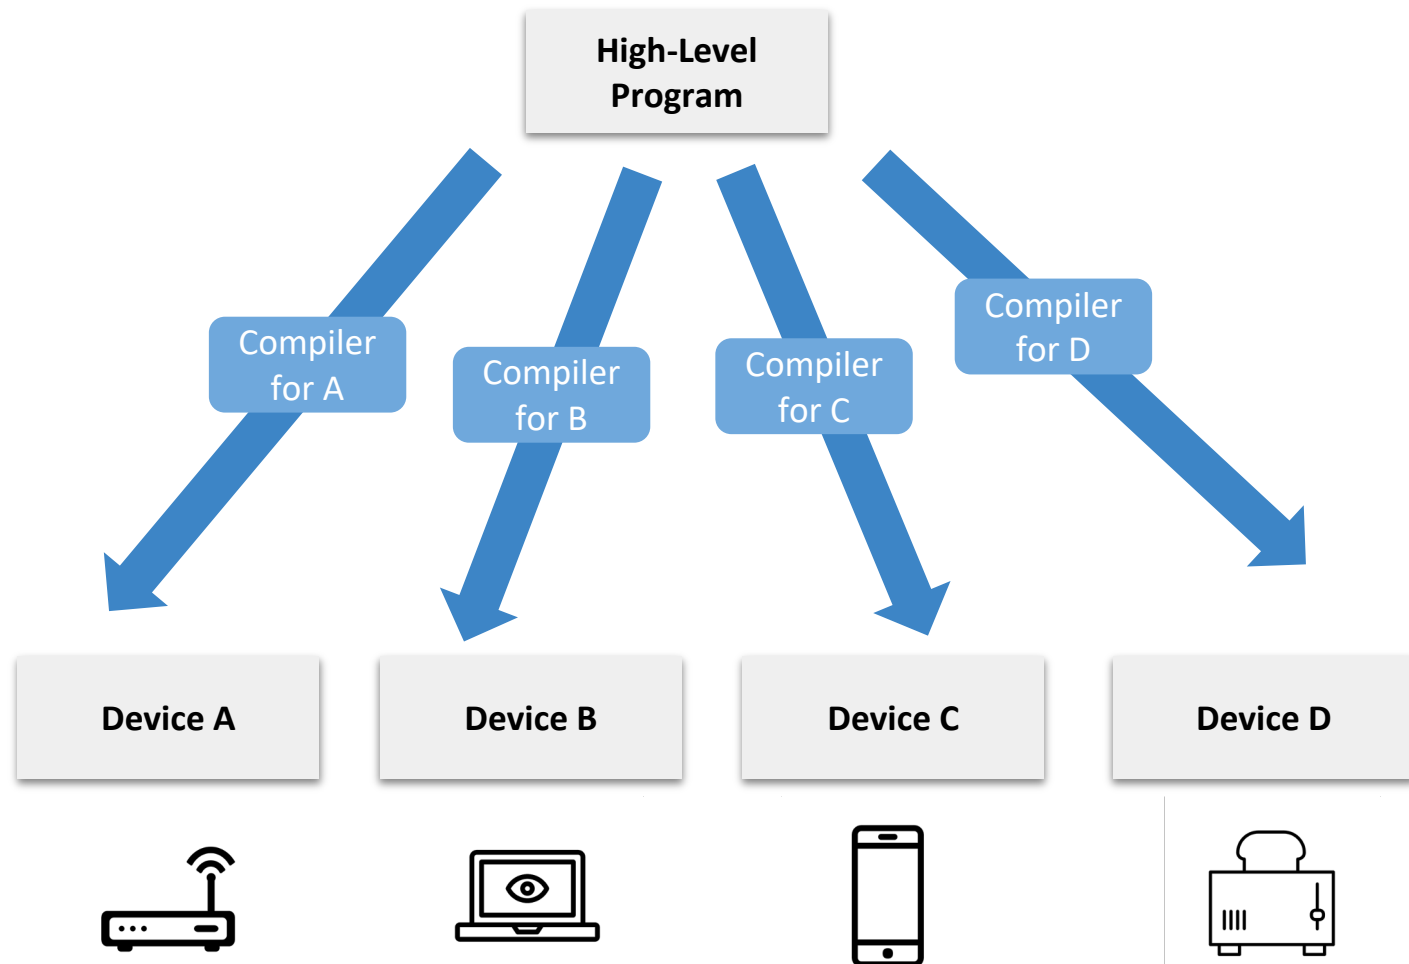 High-Level
Program
Compiler
for A
Compiler
for B
Compiler
for C
Compiler
for D
Device A
Device B
Device C
Device D